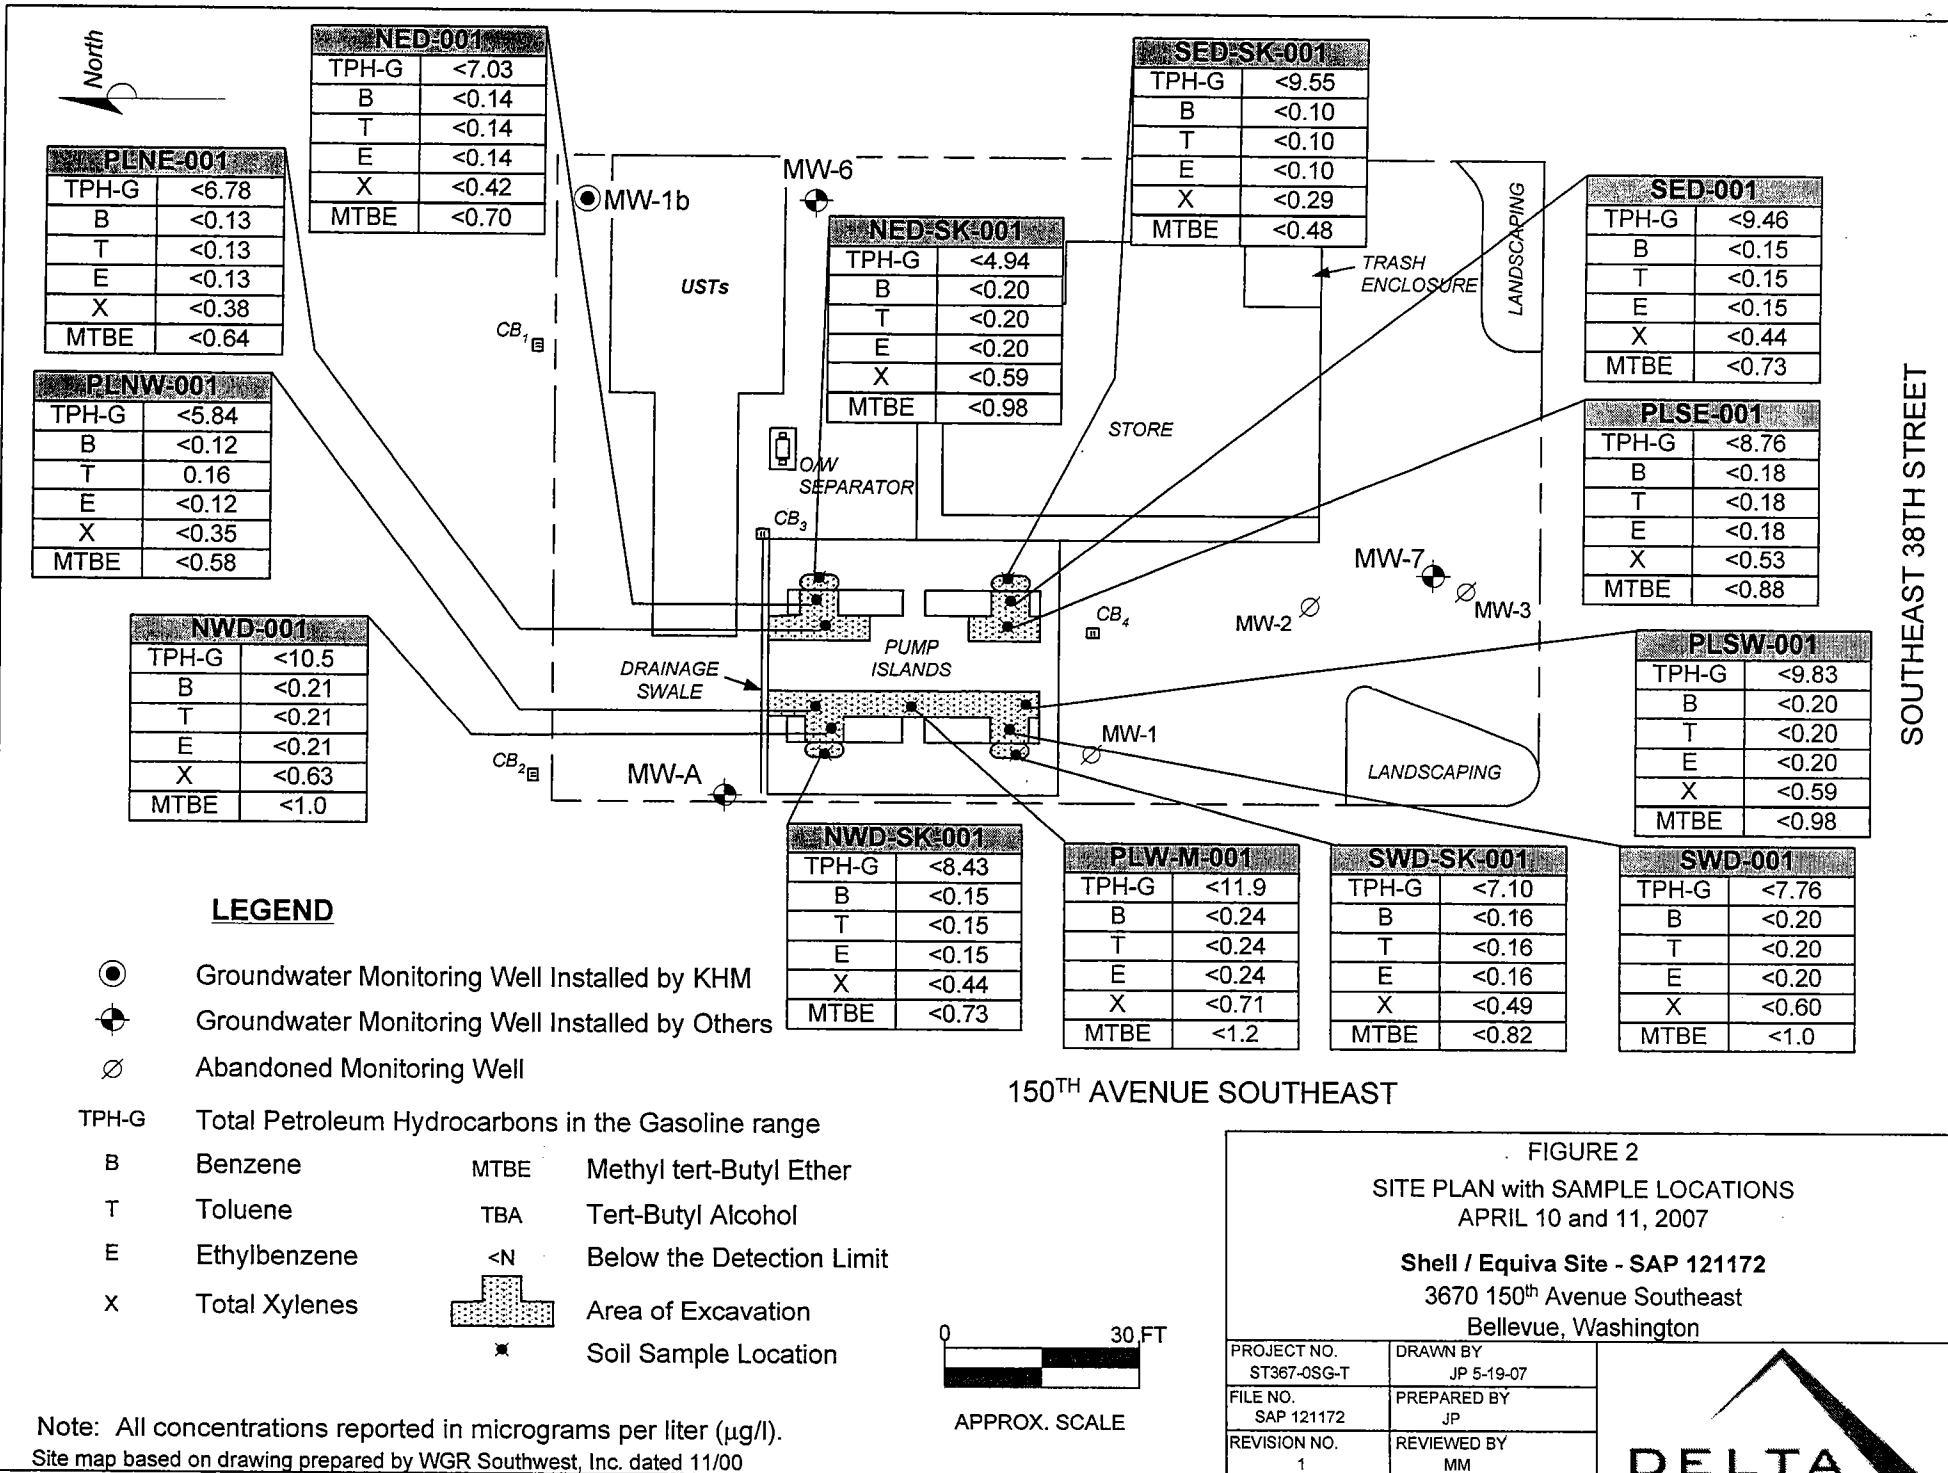 North
NED-001
TPH-G <7.03
B <0.14
T <0.14
E <0.14
X <0.42
MTBE <0.70
SED-SK-001
TPH-G <9.55
B <0.10
T <0.10
E <0.10
X <0.29
MTBE <0.48
PLNE-001
TPH-G <6.78
B <0.13
T <0.13
E <0.13
X <0.38
MTBE <0.64
MW-1b
MW-6
USTs
CB1
NED-SK-001
TPH-G <4.94
B <0.20
T <0.20
E <0.20
X <0.59
MTBE <0.98
TRASH
ENCLOSURE
LANDSCAPING
SED-001
TPH-G <9.46
B <0.15
T <0.15
E <0.15
X <0.44
MTBE <0.73
PLNW-001
TPH-G <5.84
B <0.12
T 0.16
E <0.12
X <0.35
MTBE <0.58
O/W
SEPARATOR
STORE
CB3
PLSE-001
TPH-G <8.76
B <0.18
T <0.18
E <0.18
X <0.53
MTBE <0.88
SOUTHEAST 38TH STREET
MW-7
MW-3
MW-2
CB4
NWD-001
TPH-G <10.5
B <0.21
T <0.21
E <0.21
X <0.63
MTBE <1.0
DRAINAGE
SWALE
PUMP
ISLANDS
CB2
MW-A
MW-1
LANDSCAPING
PLSW-001
TPH-G <9.83
B <0.20
T <0.20
E <0.20
X <0.59
MTBE <0.98
NWD-SK-001
TPH-G <8.43
B <0.15
T <0.15
E <0.15
X <0.44
MTBE <0.73
PLW-M-001
TPH-G <11.9
B <0.24
T <0.24
E <0.24
X <0.71
MTBE <1.2
SWD-SK-001
TPH-G <7.10
B <0.16
T <0.16
E <0.16
X <0.49
MTBE <0.82
SWD-001
TPH-G <7.76
B <0.20
T <0.20
E <0.20
X <0.60
MTBE <1.0
150TH AVENUE SOUTHEAST
LEGEND
Groundwater Monitoring Well Installed by KHM
Groundwater Monitoring Well Installed by Others
Abandoned Monitoring Well
TPH-G Total Petroleum Hydrocarbons in the Gasoline range
B Benzene MTBE Methyl tert-Butyl Ether
T Toluene TBA Tert-Butyl Alcohol
E Ethylbenzene <N Below the Detection Limit
X Total Xylenes Area of Excavation
Soil Sample Location
0 30 FT
APPROX. SCALE
Note: All concentrations reported in micrograms per liter (µg/l).
Site map based on drawing prepared by WGR Southwest, Inc. dated 11/00
FIGURE 2
SITE PLAN with SAMPLE LOCATIONS
APRIL 10 and 11, 2007
Shell / Equiva Site - SAP 121172
3670 150th Avenue Southeast
Bellevue, Washington
PROJECT NO. DRAWN BY
ST367-0SG-T JP 5-19-07
FILE NO. PREPARED BY
SAP 121172 JP
REVISION NO. REVIEWED BY
1 MM
DELTA